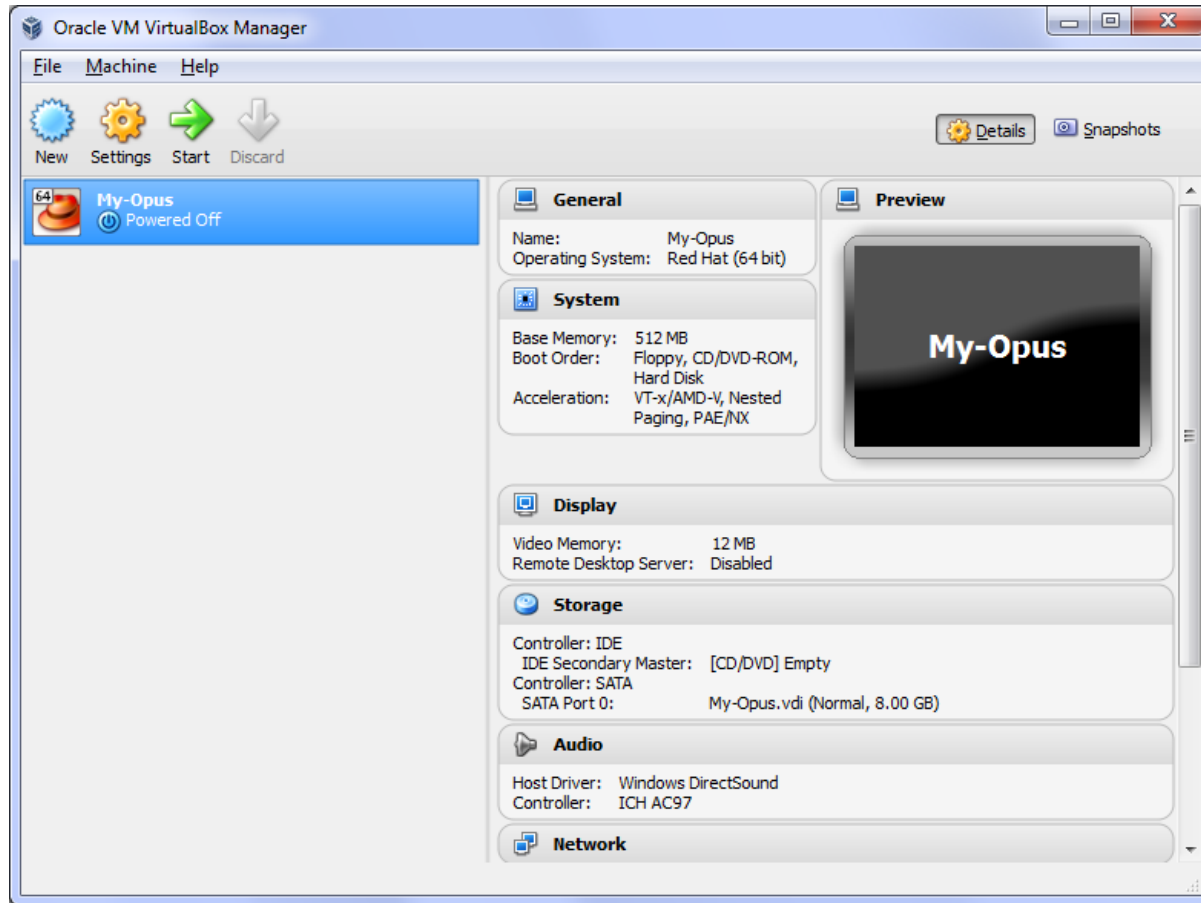 Oracle VM VirtualBox Manager
File Machine Help
New Settings Start Discard
Details Snapshots
64 My-Opus
Powered Off
General
Name: My-Opus
Operating System: Red Hat (64 bit)
System
Base Memory: 512 MB
Boot Order: Floppy, CD/DVD-ROM,
Hard Disk
Acceleration: VT-x/AMD-V, Nested
Paging, PAE/NX
Preview
My-Opus
Display
Video Memory: 12 MB
Remote Desktop Server: Disabled
Storage
Controller: IDE
IDE Secondary Master: [CD/DVD] Empty
Controller: SATA
SATA Port 0: My-Opus.vdi (Normal, 8.00 GB)
Audio
Host Driver: Windows DirectSound
Controller: ICH AC97
Network